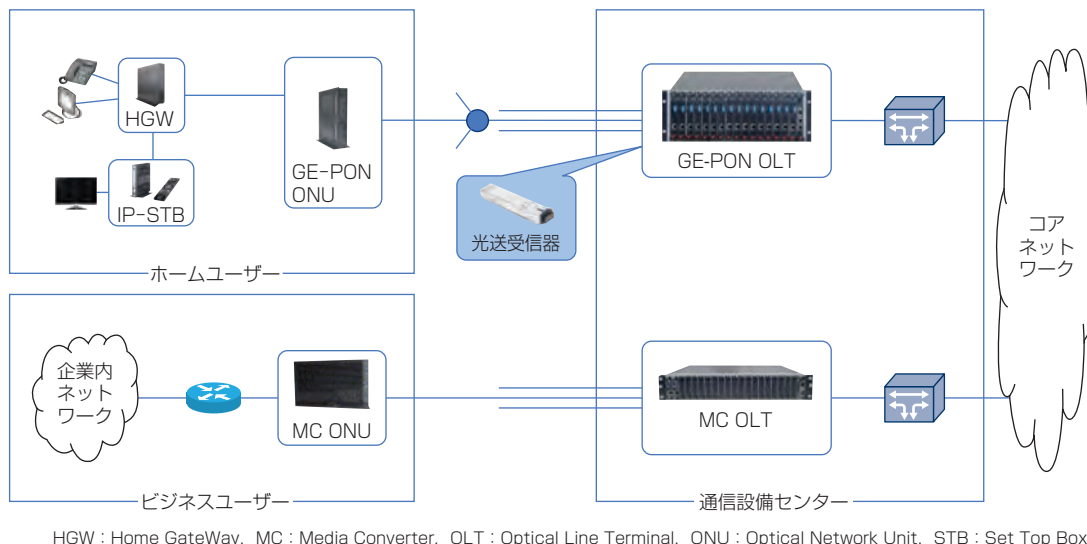 HGW
IP-STB
GE-PON
ONU
ホームユーザー
光送受信器
GE-PON OLT
コア
ネット
ワーク
企業内
ネット
ワーク
MC ONU
ビジネスユーザー
MC OLT
通信設備センター
HGW：Home GateWay, MC：Media Converter, OLT：Optical Line Terminal, ONU：Optical Network Unit, STB：Set Top Box